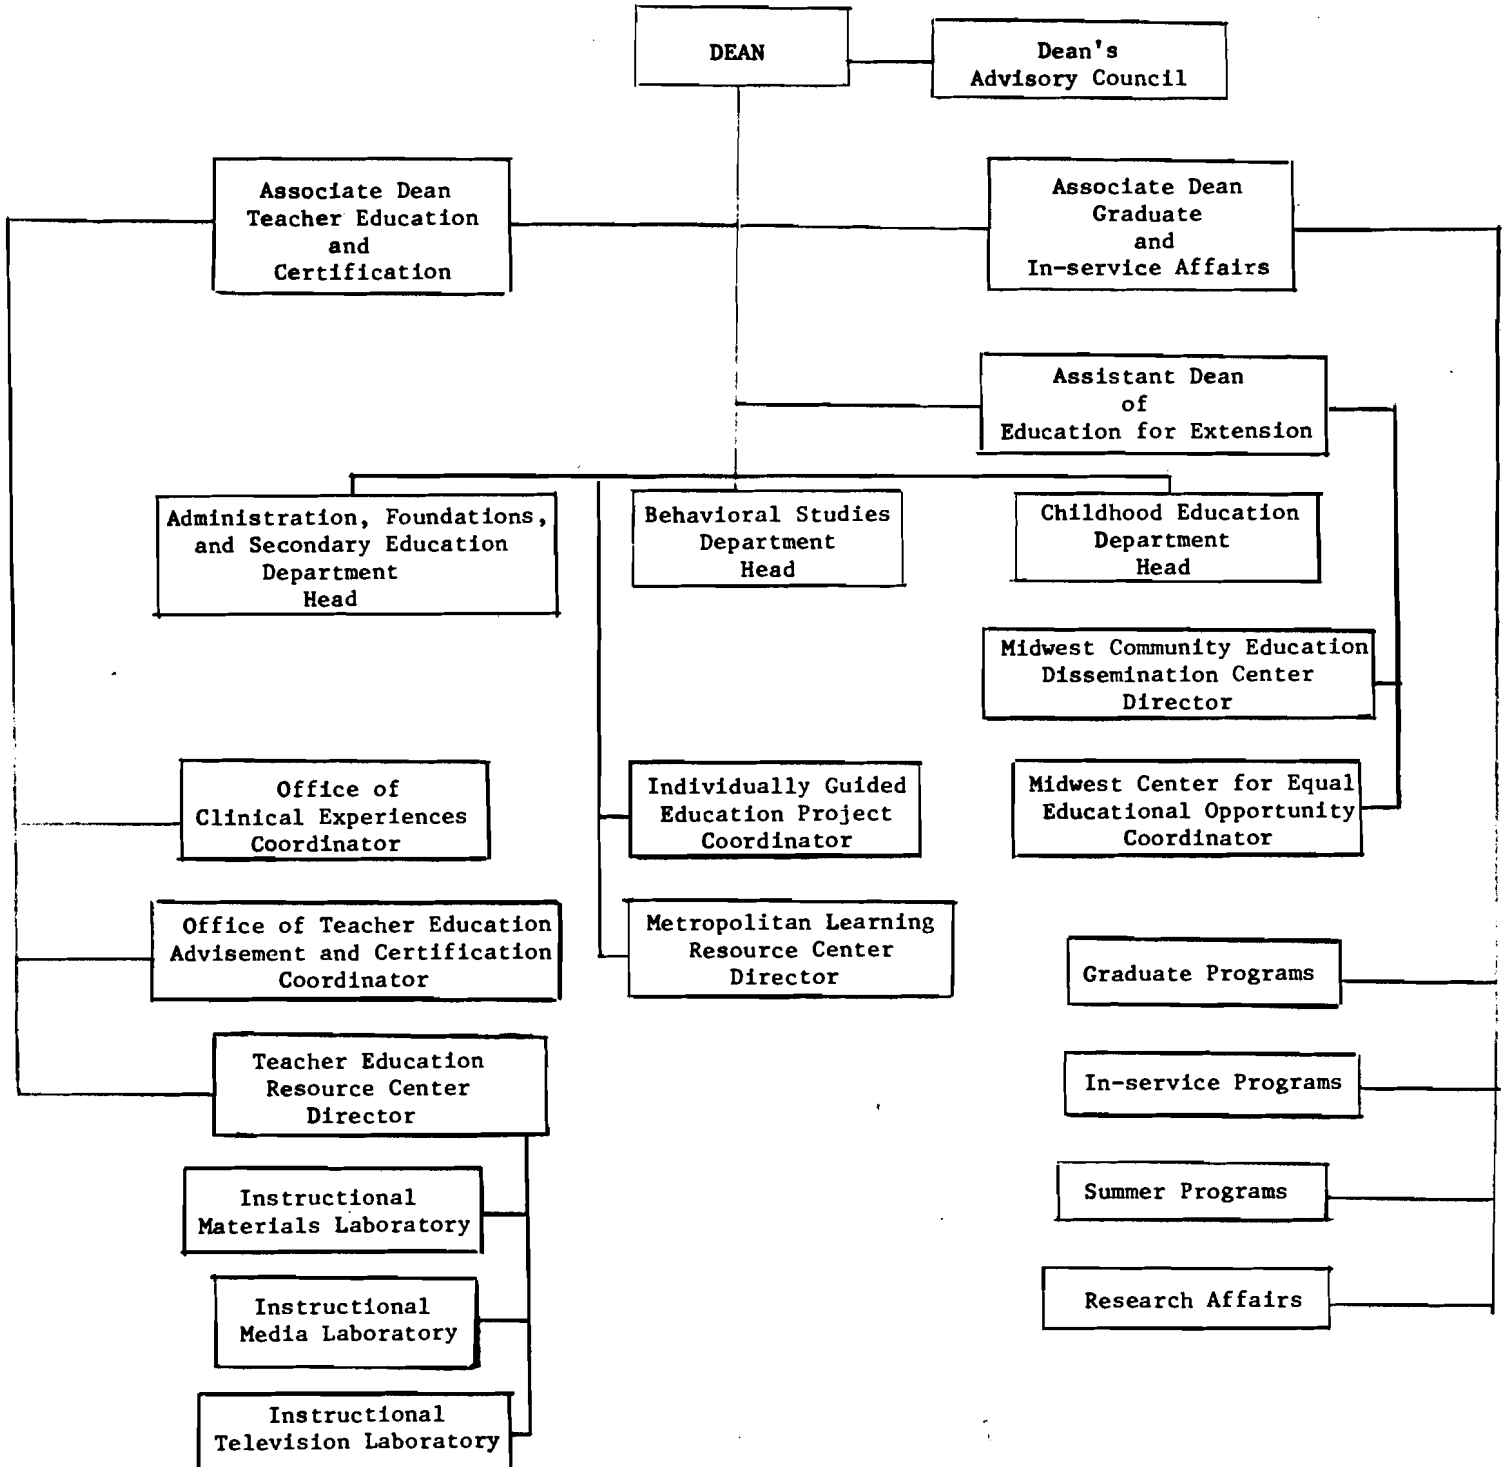 DEAN
Dean's
Advisory Council
Associate Dean
Teacher Education
and
Certification
Associate Dean
Graduate
and
In-service Affairs
Assistant Dean
of
Education for Extension
Administration, Foundations,
and Secondary Education
Department
Head
Behavioral Studies
Department
Head
Childhood Education
Department
Head
Midwest Community Education
Dissemination Center
Director
Office of
Clinical Experiences
Coordinator
Individually Guided
Education Project
Coordinator
Midwest Center for Equal
Educational Opportunity
Coordinator
Office of Teacher Education
Advisement and Certification
Coordinator
Metropolitan Learning
Resource Center
Director
Graduate Programs
Teacher Education
Resource Center
Director
In-service Programs
Instructional
Materials Laboratory
Summer Programs
Instructional
Media Laboratory
Research Affairs
Instructional
Television Laboratory